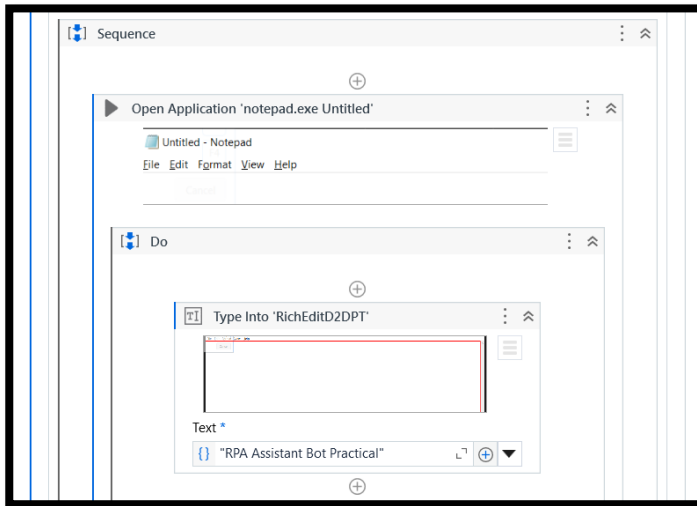 Sequence
Open Application 'notepad.exe Untitled'
Untitled - Notepad
File Edit Format View Help
Do
Type Into 'RichEditD2DPT'
Text *
"RPA Assistant Bot Practical"